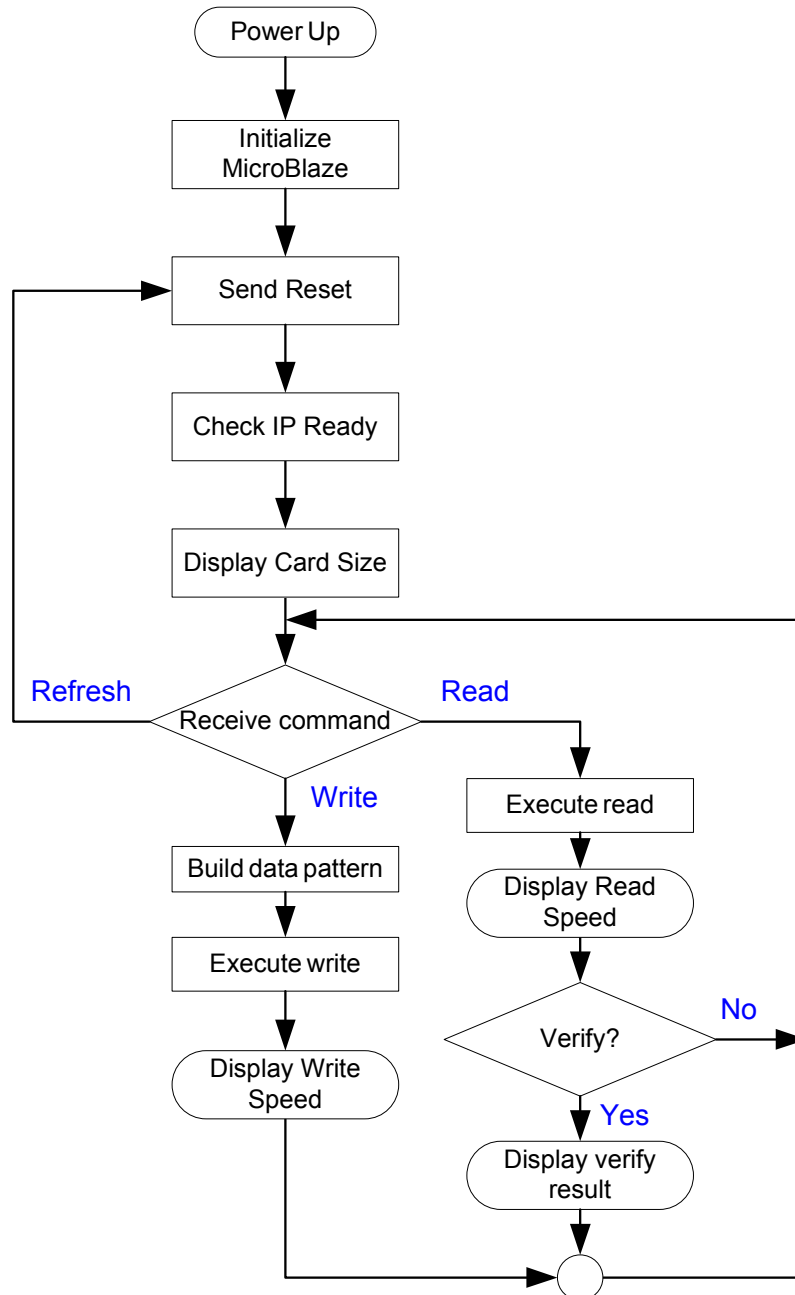 Power Up
Initialize
MicroBlaze
Send Reset
Check IP Ready
Display Card Size
Refresh
Receive command
Read
Write
Execute read
Build data pattern
Display Read
Speed
Execute write
Verify?
No
Display Write
Speed
Yes
Display verify
result